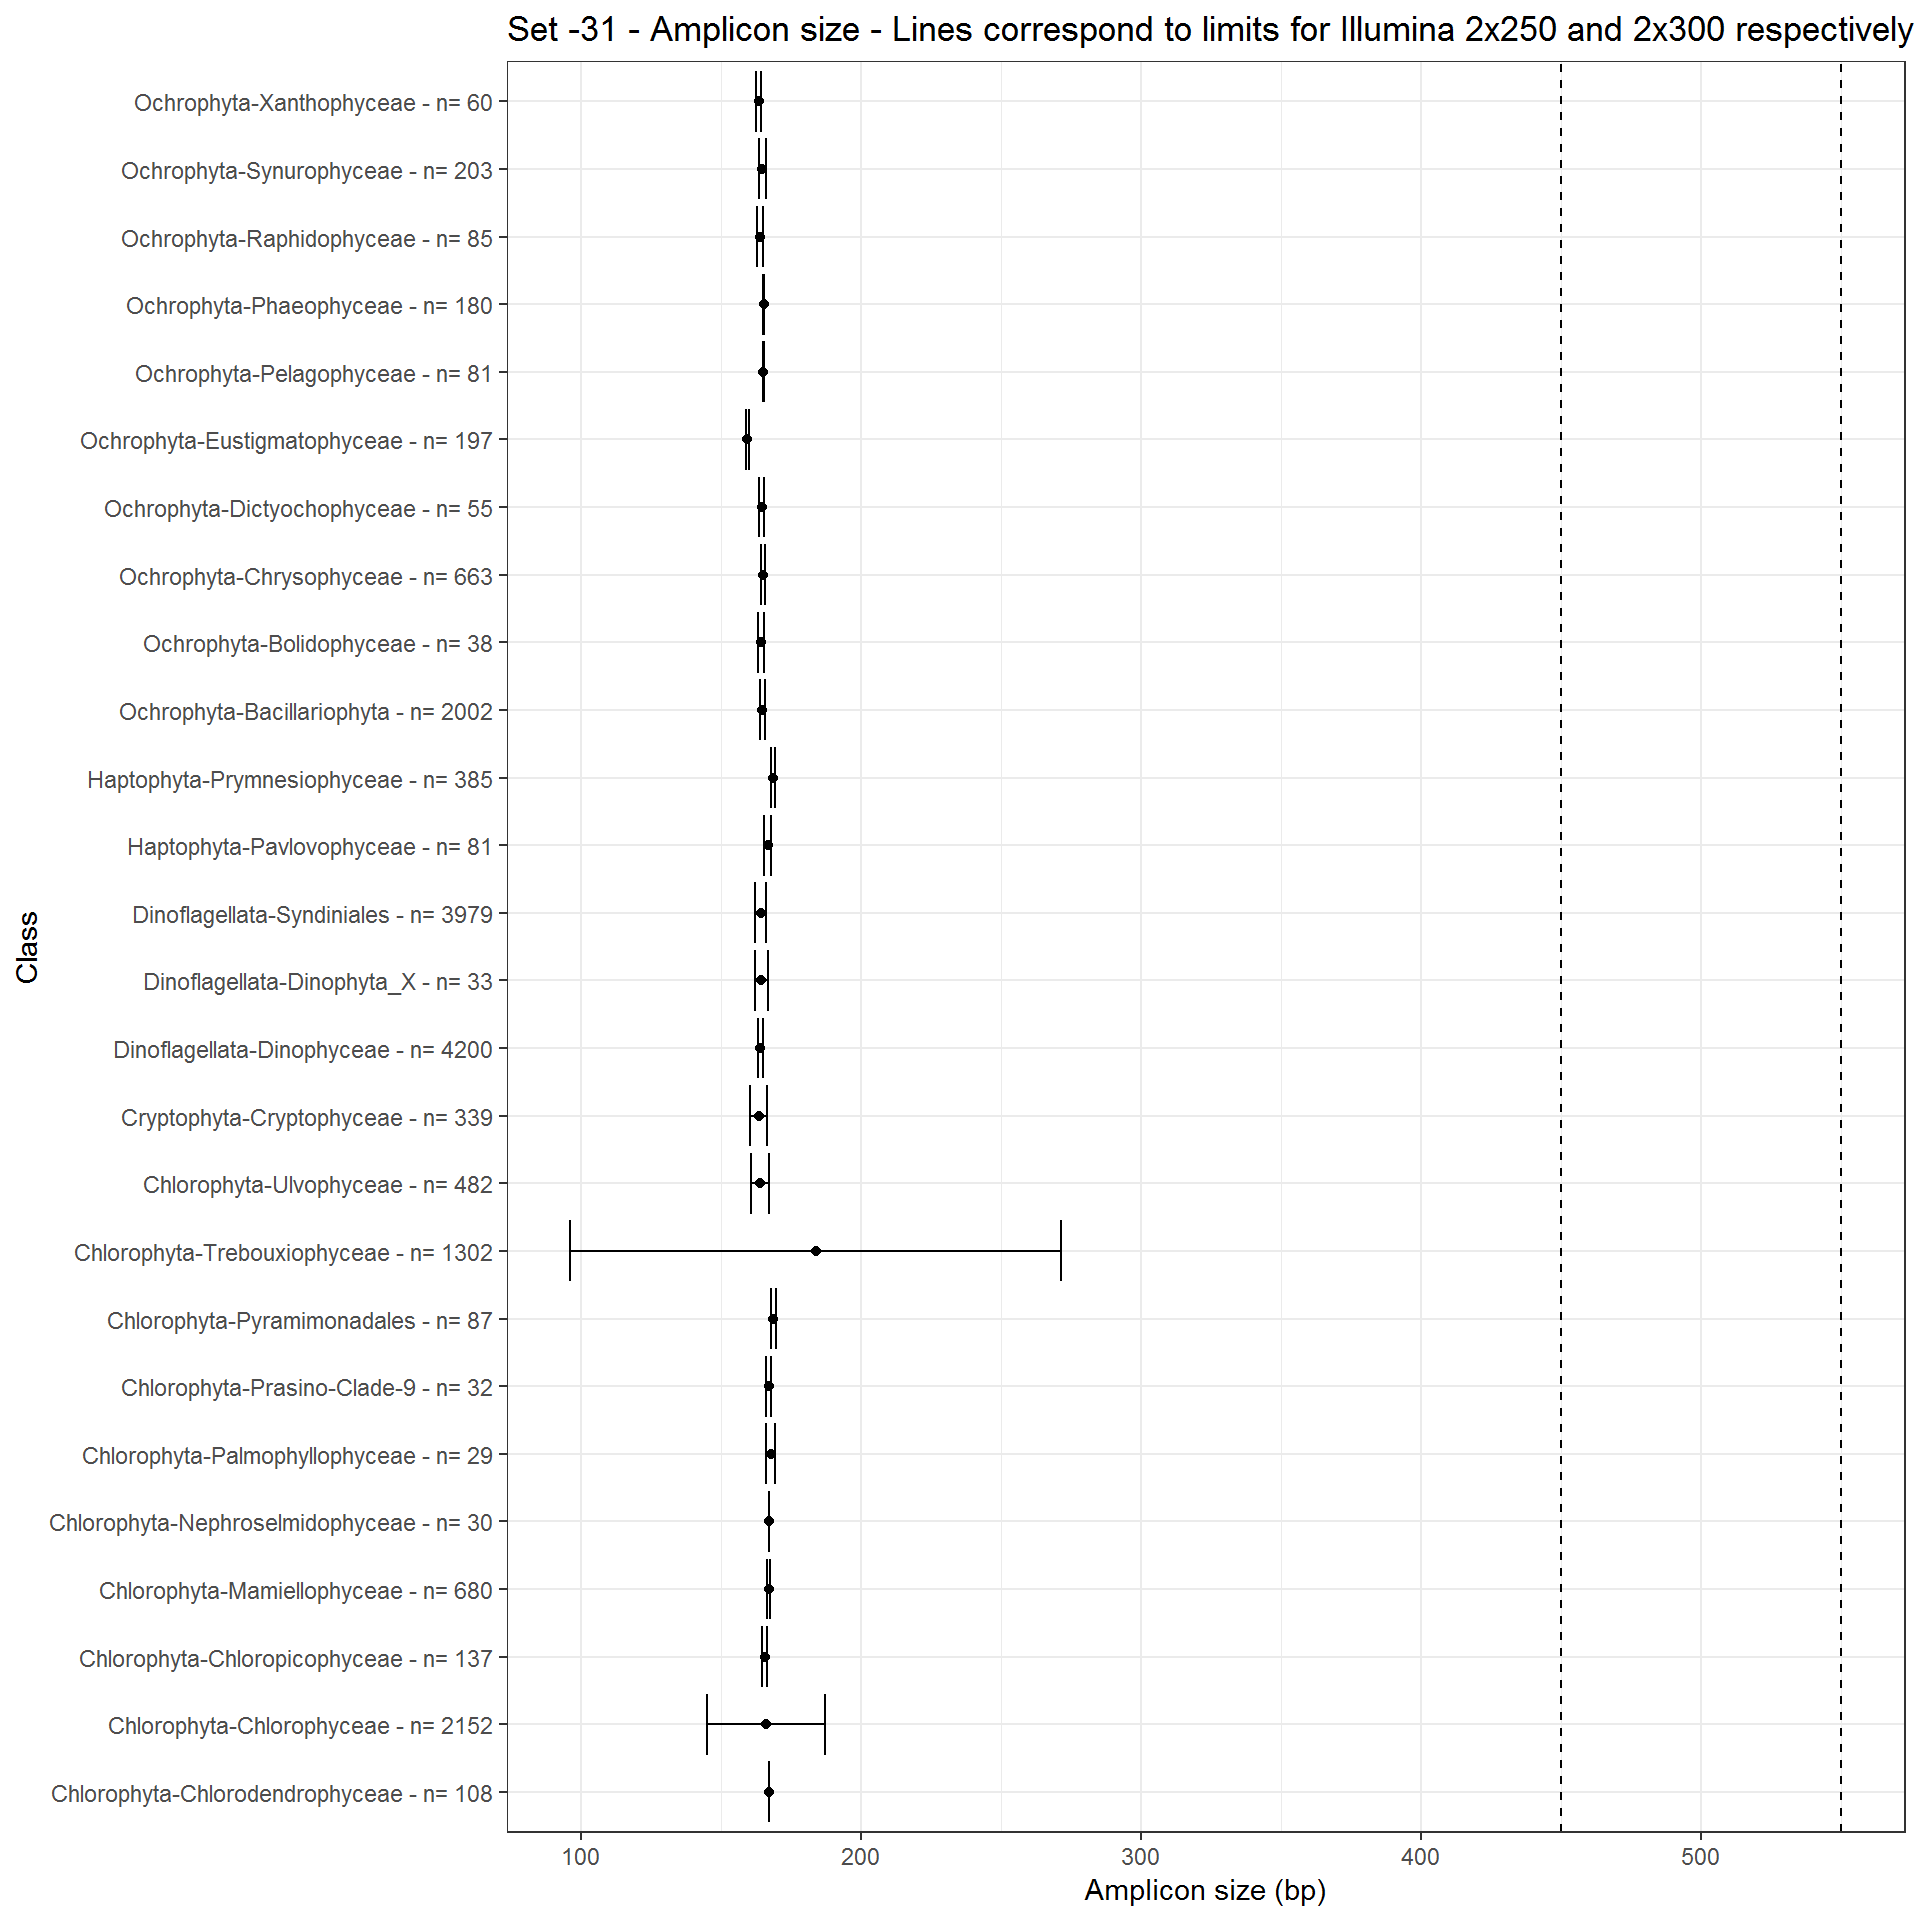 Set -31 - Amplicon size - Lines correspond to limits for Illumina 2x250 and 2x300 respectively
Ochrophyta-Xanthophyceae - n= 60
Ochrophyta-Synurophyceae - n= 203
Ochrophyta-Raphidophyceae - n= 85
Ochrophyta-Phaeophyceae - n= 180
Ochrophyta-Pelagophyceae - n= 81
Ochrophyta-Eustigmatophyceae - n= 197
Ochrophyta-Dictyochophyceae - n= 55
Ochrophyta-Chrysophyceae - n= 663
Ochrophyta-Bolidophyceae - n= 38
Ochrophyta-Bacillariophyta - n= 2002
Haptophyta-Prymnesiophyceae - n= 385
Haptophyta-Pavlovophyceae - n= 81
Dinoflagellata-Syndiniales - n= 3979
Dinoflagellata-Dinophyta_X - n= 33
Dinoflagellata-Dinophyceae - n= 4200
Cryptophyta-Cryptophyceae - n= 339
Chlorophyta-Ulvophyceae - n= 482
Chlorophyta-Trebouxiophyceae - n= 1302
Chlorophyta-Pyramimonadales - n= 87
Chlorophyta-Prasino-Clade-9 - n= 32
Chlorophyta-Palmophyllophyceae - n= 29
Chlorophyta-Nephroselmidophyceae - n= 30
Chlorophyta-Mamiellophyceae - n= 680
Chlorophyta-Chloropicophyceae - n= 137
Chlorophyta-Chlorophyceae - n= 2152
Chlorophyta-Chlorodendrophyceae - n= 108
Class
100 200 300 400 500
Amplicon size (bp)